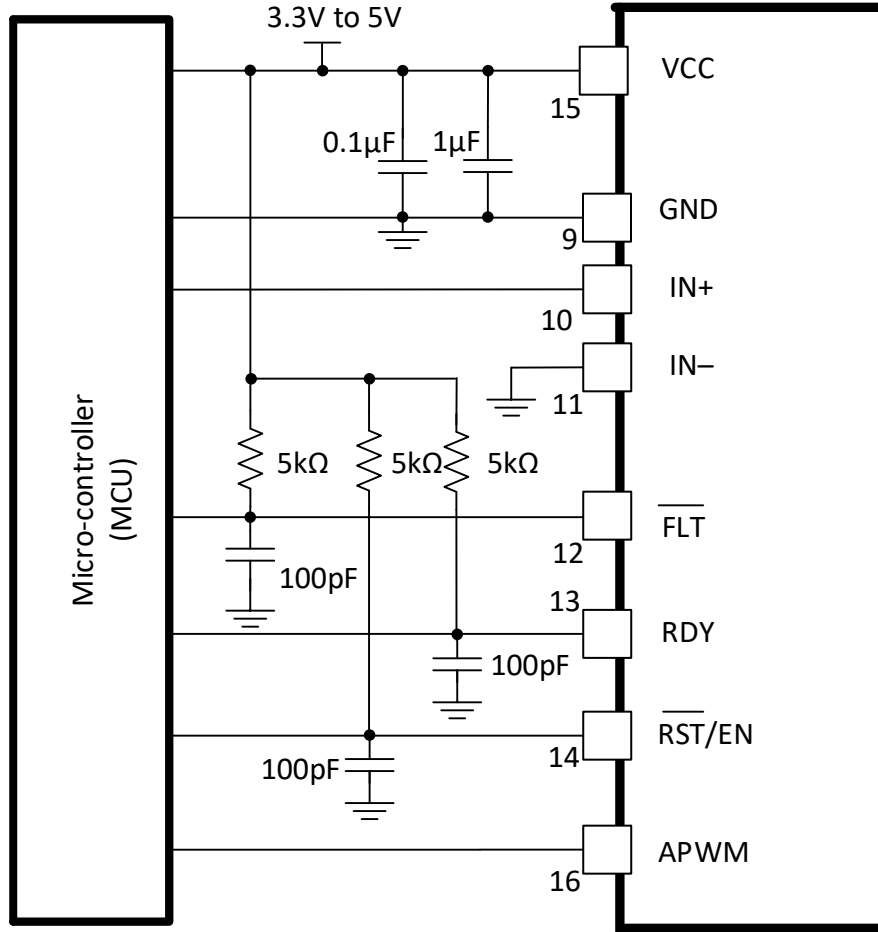 3.3V to 5V
VCC
15
0.1µF
1µF
GND
9
IN+
10
IN–
11
Micro-controller
(MCU)
5kΩ
5kΩ
5kΩ
FLT
12
100pF
13
RDY
100pF
RST/EN
14
100pF
APWM
16